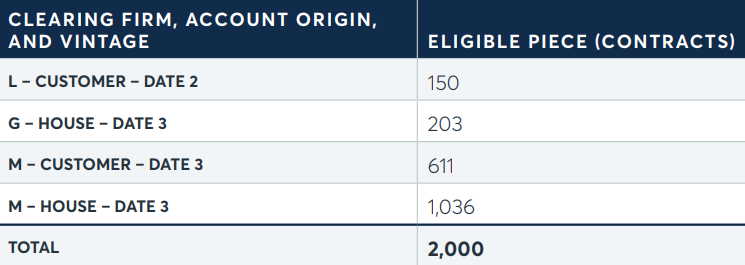 CLEARING FIRM, ACCOUNT ORIGIN,
AND VINTAGE
ELIGIBLE PIECE (CONTRACTS)
L – CUSTOMER – DATE 2 150
G – HOUSE – DATE 3 203
M – CUSTOMER – DATE 3 611
M – HOUSE – DATE 3 1,036
TOTAL 2,000